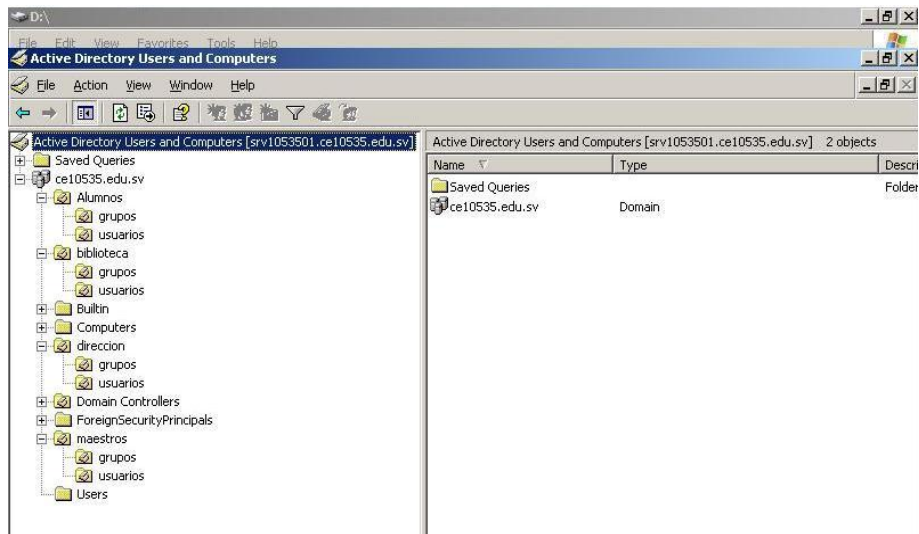 D:\
File Edit View Favorites Tools Help
Active Directory Users and Computers
File Action View Window Help
Active Directory Users and Computers [srv1053501.ce10535.edu.sv]
Saved Queries
ce10535.edu.sv
Alumnos
grupos
usuarios
biblioteca
grupos
usuarios
Builtin
Computers
direccion
grupos
usuarios
Domain Controllers
ForeignSecurityPrincipals
maestros
grupos
usuarios
Users
Active Directory Users and Computers [srv1053501.ce10535.edu.sv] 2 objects
Name Type Descri
Saved Queries Folder
ce10535.edu.sv Domain